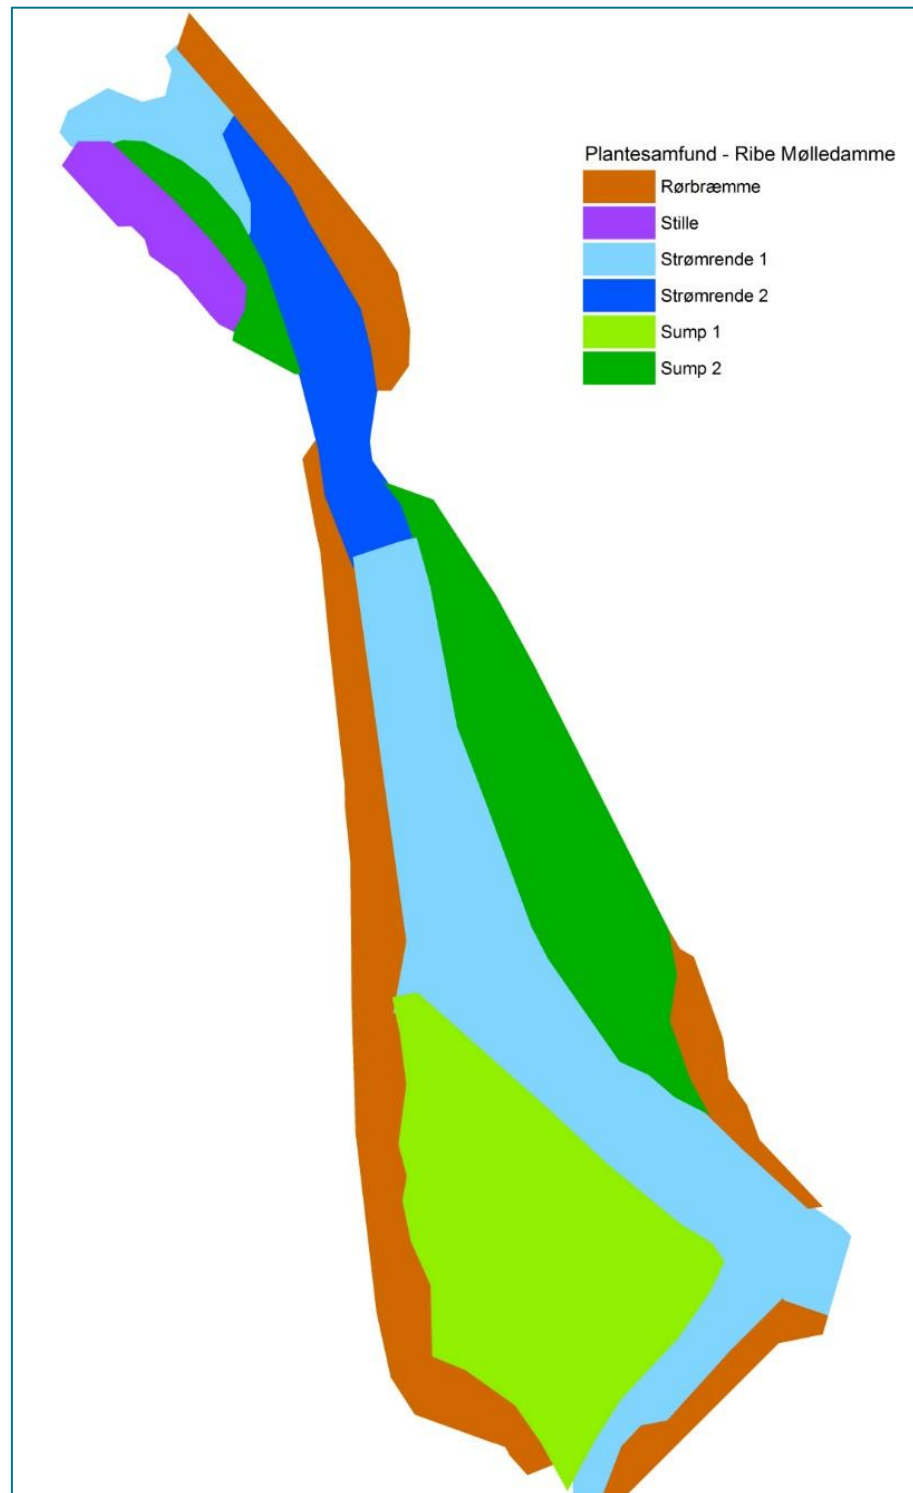 Plantesamfund - Ribe Mølledamme
Rørbræmme
Stille
Strømrende 1
Strømrende 2
Sump 1
Sump 2